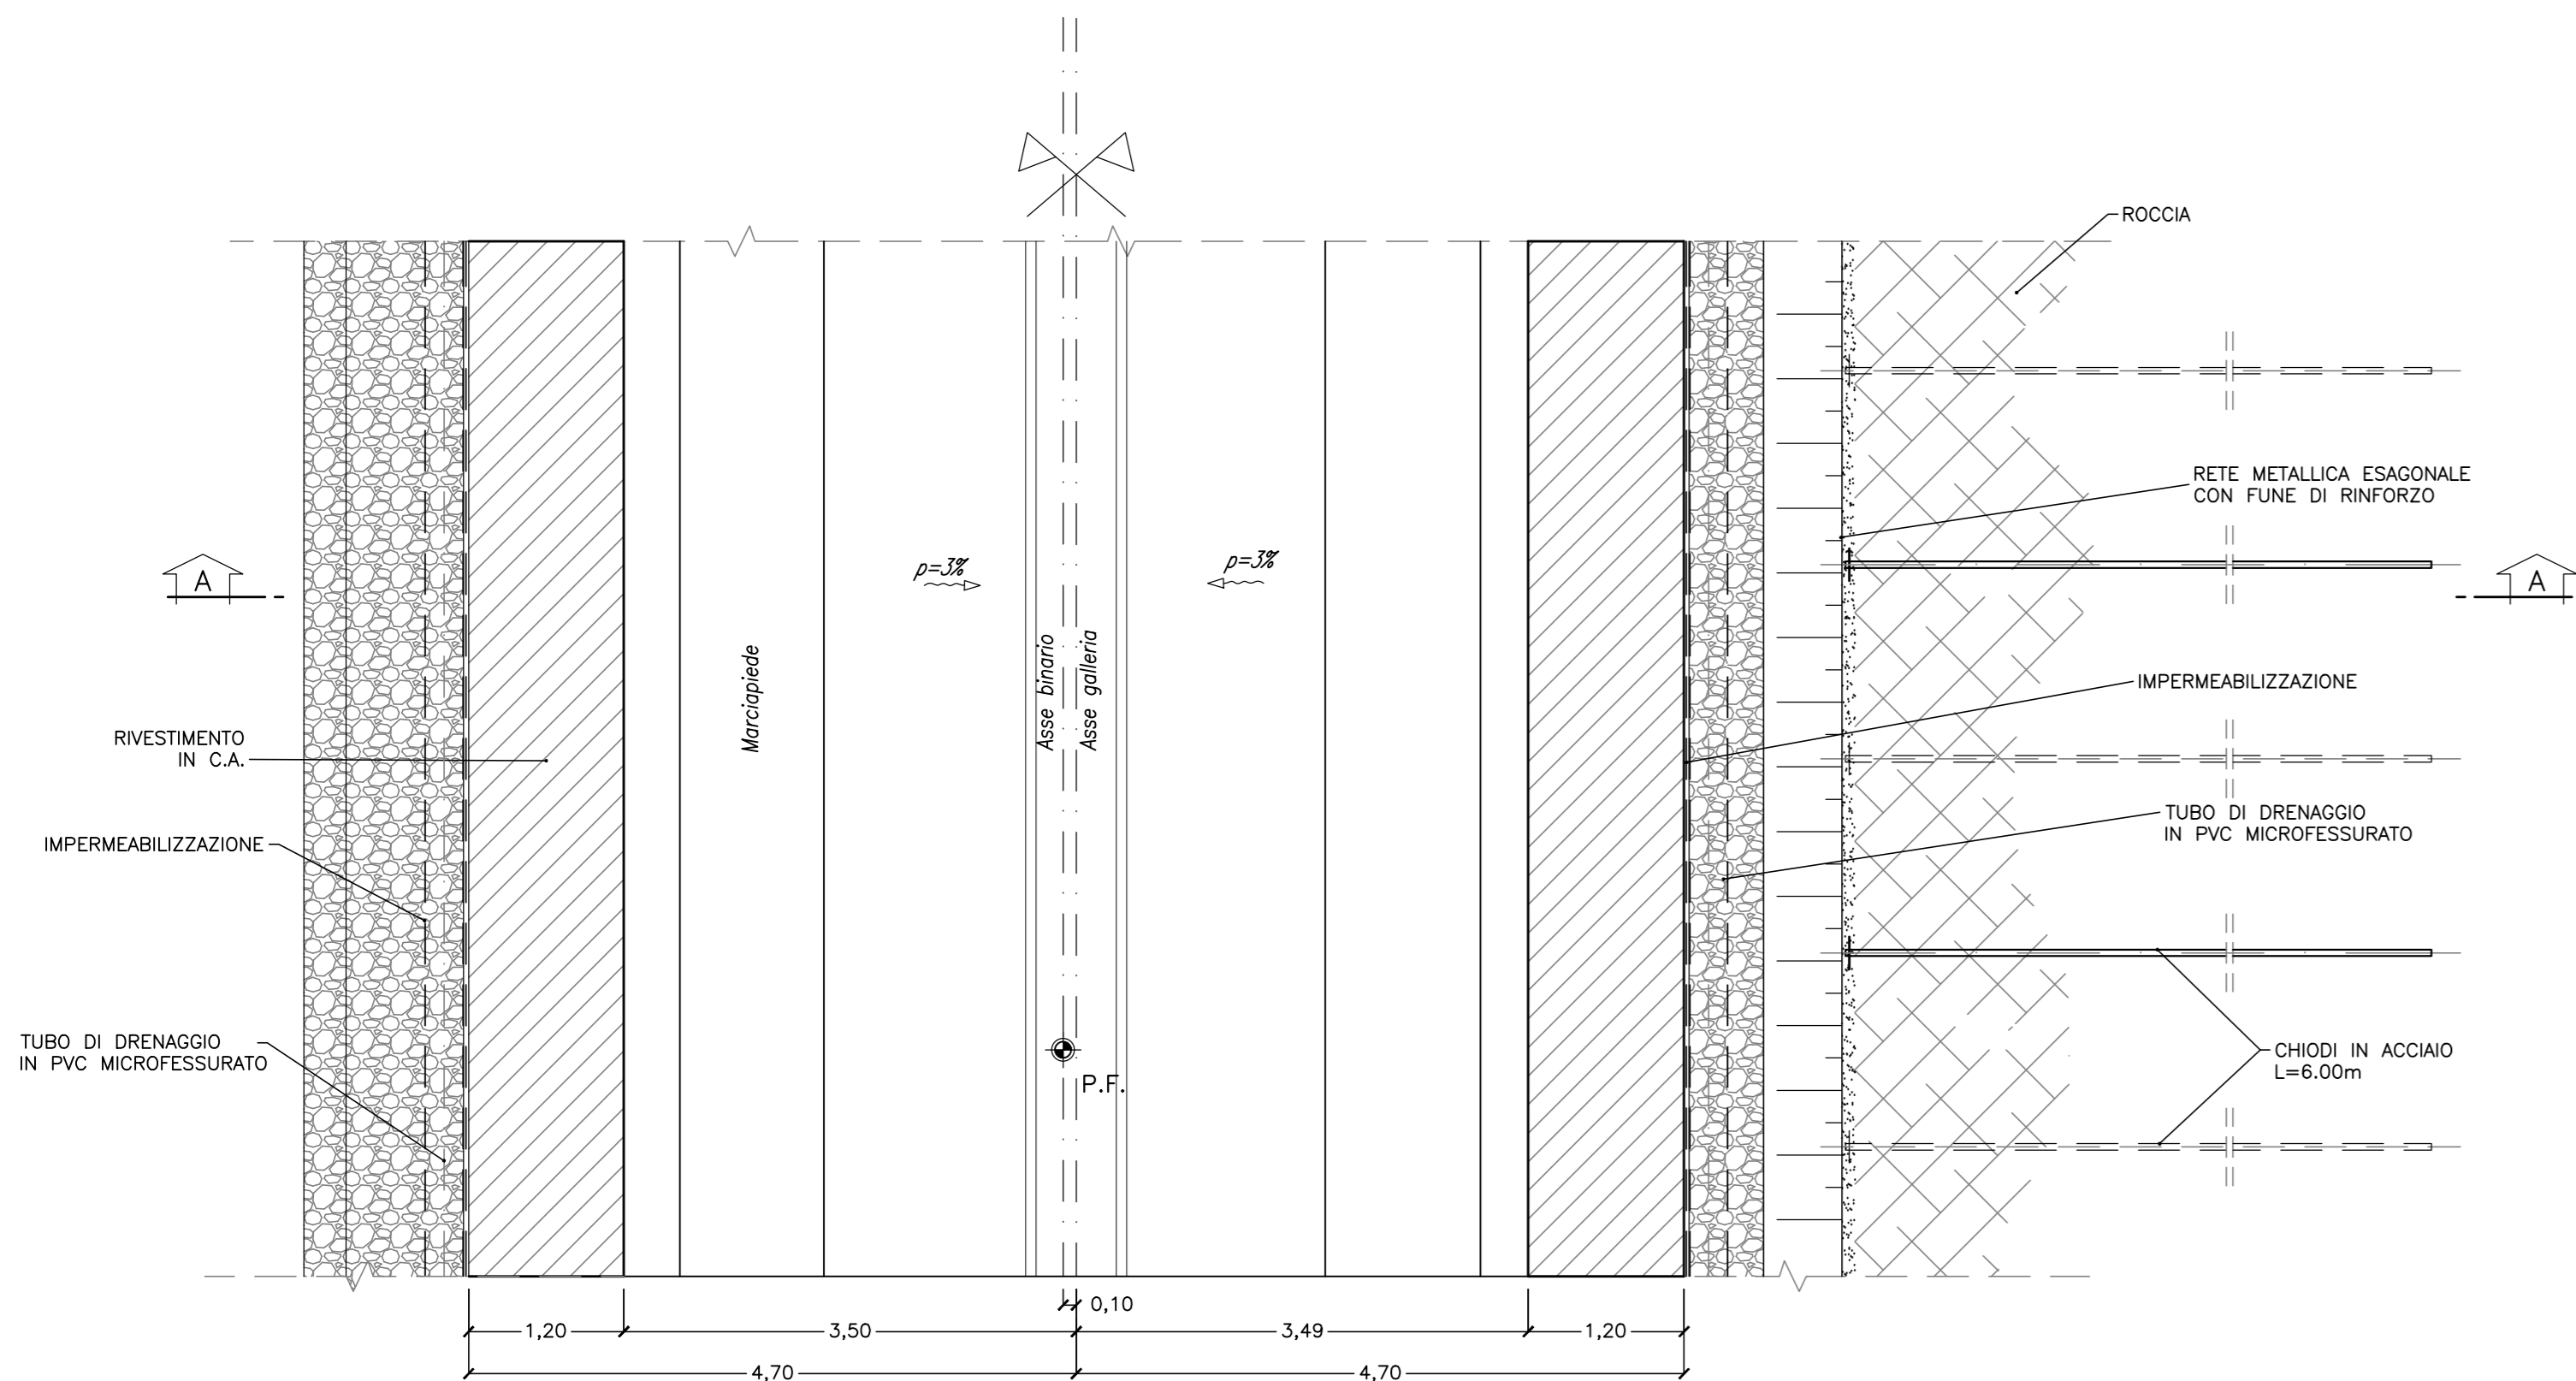 ROCCIA
RETE METALLICA ESAGONALE
CON FUNE DI RINFORZO
p=3%
p=3%
A
A
Marciapiede
Asse binario
Asse galleria
IMPERMEABILIZZAZIONE
RIVESTIMENTO
IN C.A.
TUBO DI DRENAGGIO
IN PVC MICROFESSURATO
IMPERMEABILIZZAZIONE
TUBO DI DRENAGGIO
IN PVC MICROFESSURATO
P.F.
CHIODI IN ACCIAIO
L=6.00m
0,10
1,20
3,50
3,49
1,20
4,70
4,70